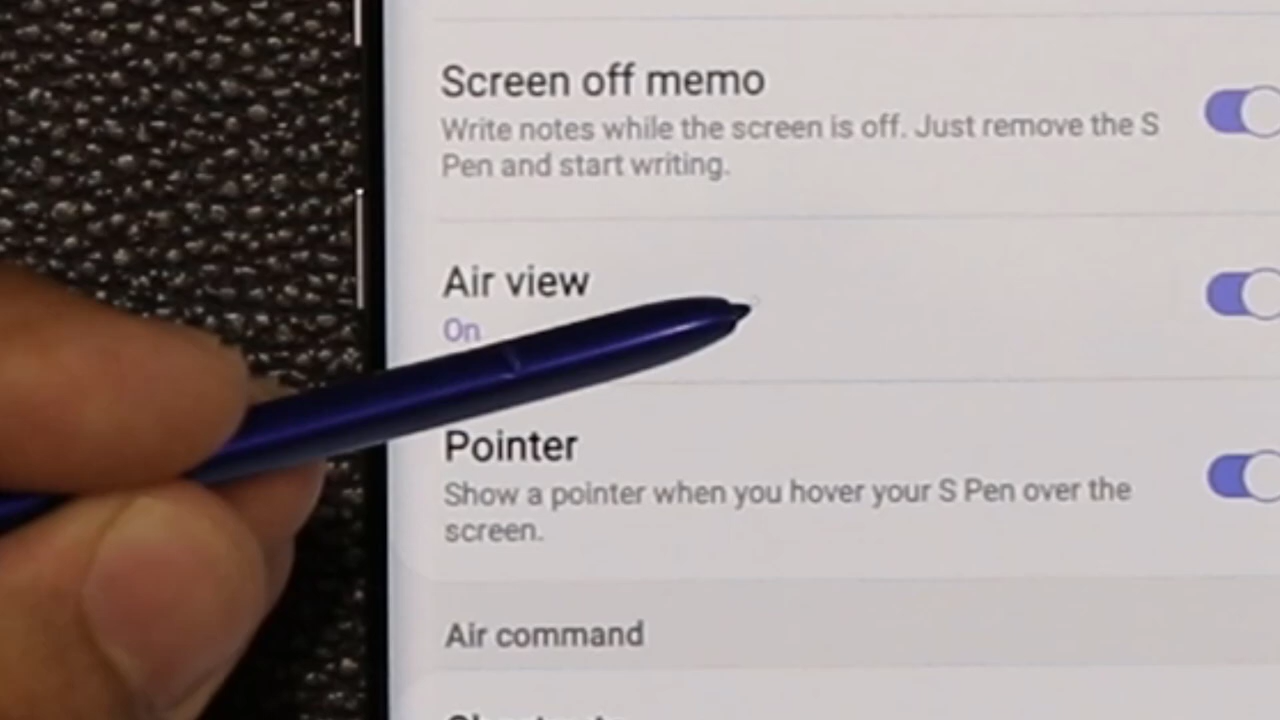 Screen off memo
Write notes while the screen is off. Just remove the S
Pen and start writing.
Air view
On
Pointer
Show a pointer when you hover your S Pen over the
screen.
Air command